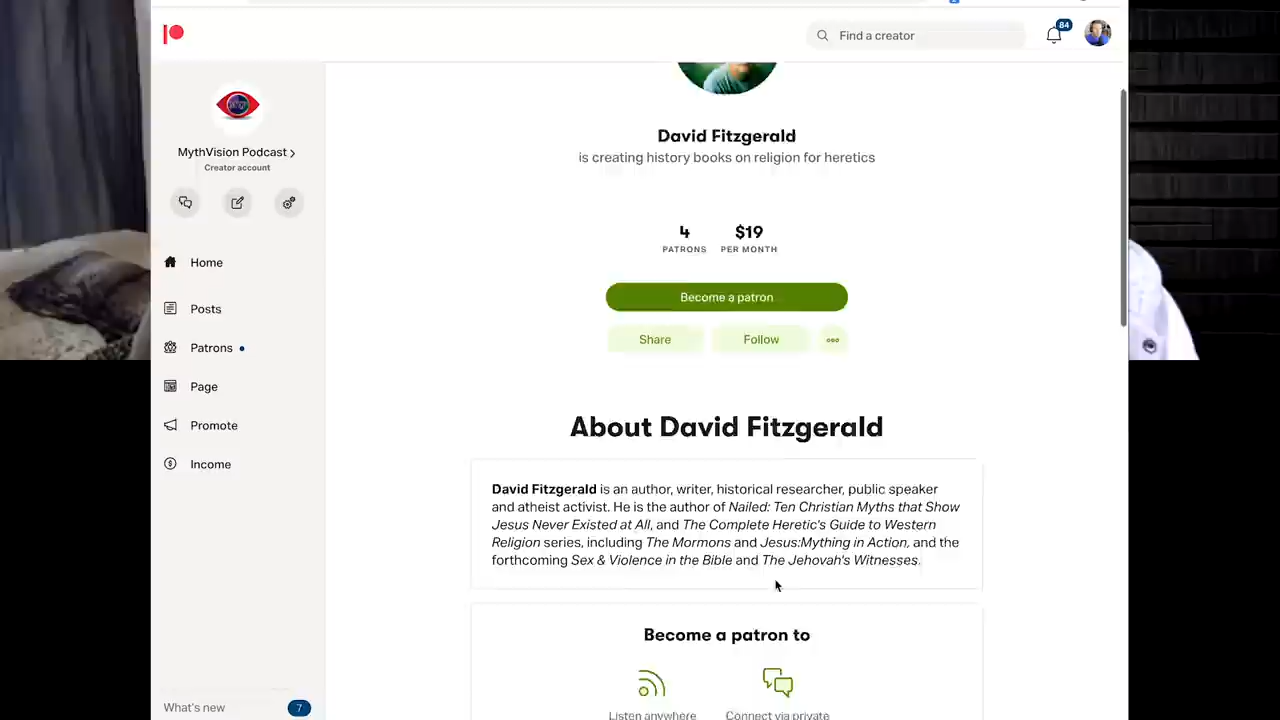 Find a creator
84
MythVision Podcast
Creator account
Home
Posts
Patrons
Page
Promote
Income
What's new
7
David Fitzgerald
is creating history books on religion for heretics
4 $19
PATRONS PER MONTH
Become a patron
Share Follow
About David Fitzgerald
David Fitzgerald is an author, writer, historical researcher, public speaker
and atheist activist. He is the author of Nailed: Ten Christian Myths that Show
Jesus Never Existed at All, and The Complete Heretic's Guide to Western
Religion series, including The Mormons and Jesus:Mything in Action, and the
forthcoming Sex & Violence in the Bible and The Jehovah's Witnesses.
Become a patron to
Listen anywhere Connect via private